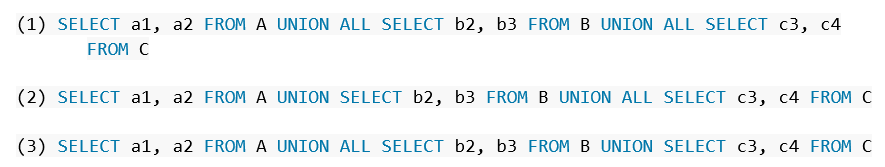 (1) SELECT a1, a2 FROM A UNION ALL SELECT b2, b3 FROM B UNION ALL SELECT c3, c4
FROM C
(2) SELECT a1, a2 FROM A UNION SELECT b2, b3 FROM B UNION ALL SELECT c3, c4 FROM C
(3) SELECT a1, a2 FROM A UNION ALL SELECT b2, b3 FROM B UNION SELECT c3, c4 FROM C